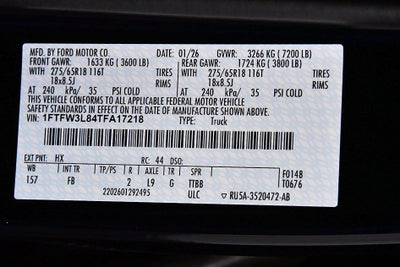 MFD. BY FORD MOTOR CO. DATE: 01/26 GVWR: 3266 KG ( 7200 LB)
FRONT GAWR: 1633 KG ( 3600 LB) REAR GAWR: 1724 KG ( 3800 LB)
WITH 275/65R18 116T WITH 275/65R18 116T
TIRES 18x8.5J TIRES 18x8.5J
RIMS RIMS
AT 240 kPa/ 35 PSI COLD AT 240 kPa/ 35 PSI COLD
THIS VEHICLE CONFORMS TO ALL APPLICABLE FEDERAL MOTOR VEHICLE
SAFETY AND THEFT PREVENTION STANDARDS IN EFFECT ON THE DATE OF
MANUFACTURE SHOWN ABOVE.
VIN: 1FTFW3L84TFA17218 TYPE: Truck
EXT PNT: HX RC: 44 DSO: F0148
WB BRK INT TR TP/PS R AXLE TR SPR T0676
157 FB 2 L9 G TTBB
2202601292495 ULC RU5A-3520472-AB